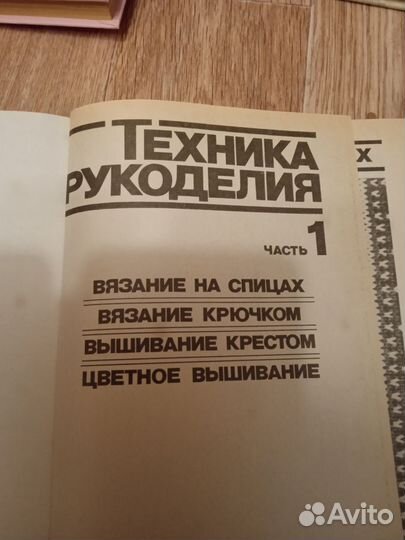 ТЕХНИКА
РУКОДЕЛИЯ
ЧАСТЬ 1
ВЯЗАНИЕ НА СПИЦАХ
ВЯЗАНИЕ КРЮЧКОМ
ВЫШИВАНИЕ КРЕСТОМ
ЦВЕТНОЕ ВЫШИВАНИЕ
Х
Avito